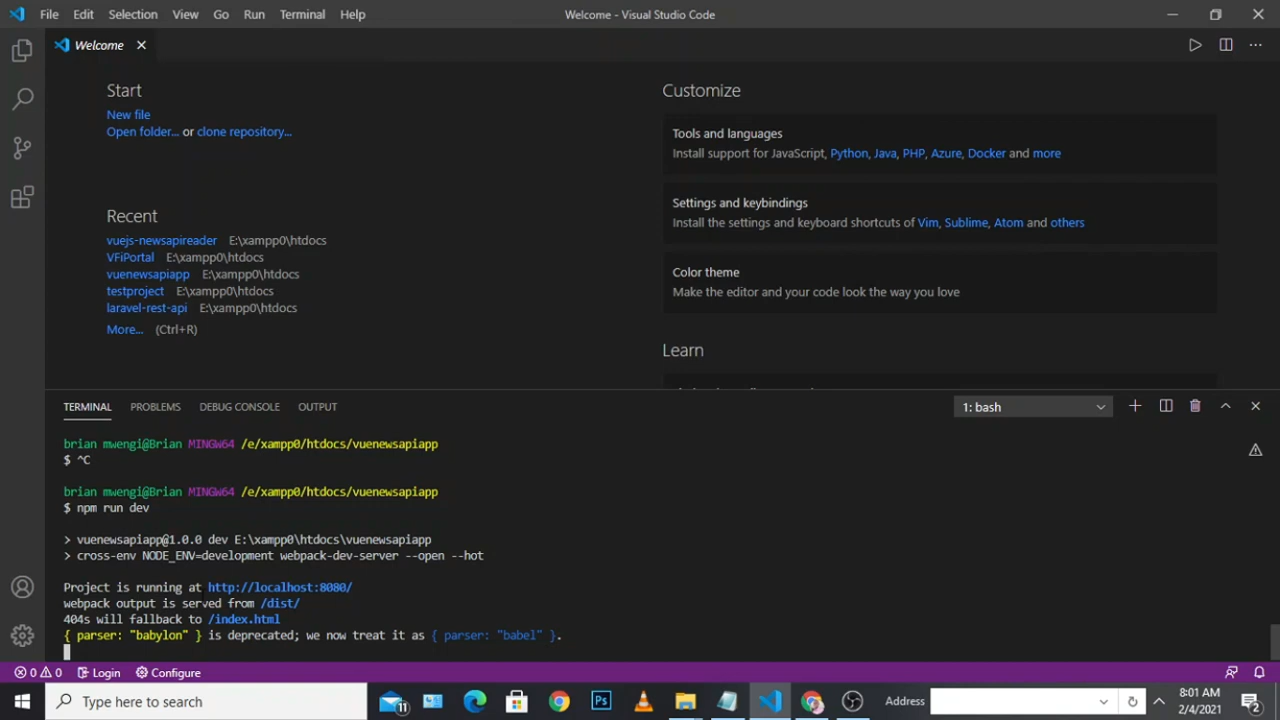 File Edit Selection View Go Run Terminal Help
Welcome - Visual Studio Code
Welcome
Start
New file
Open folder... or clone repository...
Recent
vuejs-newsapireader E:\xampp0\htdocs
VFiPortal E:\xampp0\htdocs
vuenewsapiapp E:\xampp0\htdocs
testproject E:\xampp0\htdocs
laravel-rest-api E:\xampp0\htdocs
More... (Ctrl+R)
Customize
Tools and languages
Install support for JavaScript, Python, Java, PHP, Azure, Docker and more
Settings and keybindings
Install the settings and keyboard shortcuts of Vim, Sublime, Atom and others
Color theme
Make the editor and your code look the way you love
Learn
TERMINAL PROBLEMS DEBUG CONSOLE OUTPUT
1: bash
brian mwengi@Brian MINGW64 /e/xampp0/htdocs/vuenewsapiapp
$ ^C
brian mwengi@Brian MINGW64 /e/xampp0/htdocs/vuenewsapiapp
$ npm run dev
> vuenewsapiapp@1.0.0 dev E:\xampp0\htdocs\vuenewsapiapp
> cross-env NODE_ENV=development webpack-dev-server --open --hot
Project is running at http://localhost:8080/
webpack output is served from /dist/
404s will fallback to /index.html
{ parser: "babylon" } is deprecated; we now treat it as { parser: "babel" }.
0 0 Login Configure
Type here to search
11
Ps
Address
8:01 AM
2/4/2021
2